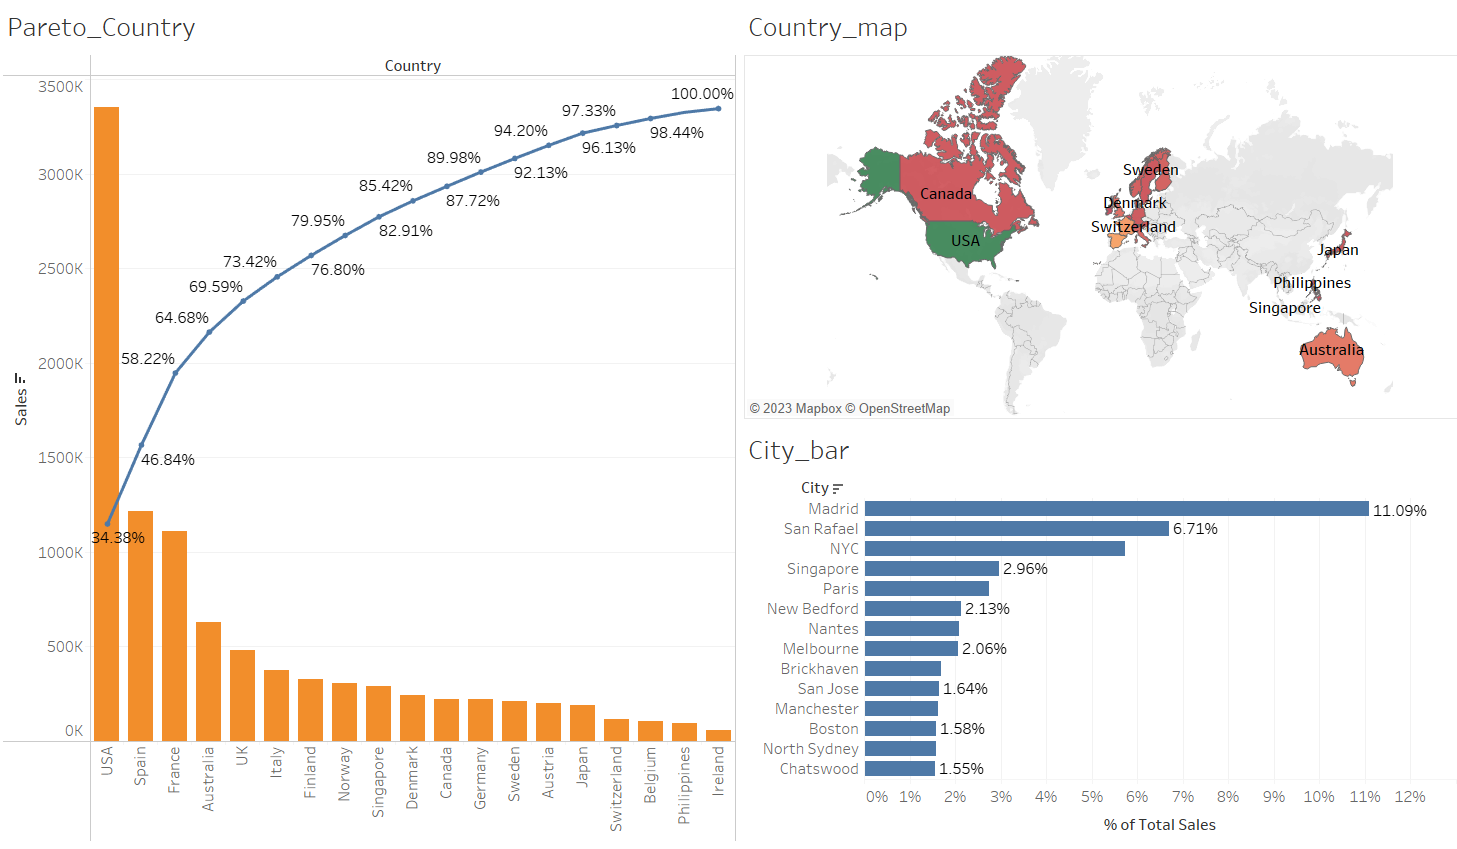 Pareto_Country
Country
3500K
3000K
2500K
2000K
1500K
1000K
500K
0K
Sales
34.38%
46.84%
58.22%
64.68%
69.59%
73.42%
76.80%
79.95%
82.91%
85.42%
87.72%
89.98%
92.13%
94.20%
96.13%
97.33%
98.44%
100.00%
USA
Spain
France
Australia
UK
Italy
Finland
Norway
Singapore
Denmark
Canada
Germany
Sweden
Austria
Japan
Switzerland
Belgium
Philippines
Ireland
Country_map
Canada
USA
Sweden
Denmark
Switzerland
Japan
Philippines
Singapore
Australia
© 2023 Mapbox © OpenStreetMap
City_bar
City
Madrid 11.09%
San Rafael 6.71%
NYC
Singapore 2.96%
Paris
New Bedford 2.13%
Nantes
Melbourne 2.06%
Brickhaven
San Jose 1.64%
Manchester
Boston 1.58%
North Sydney
Chatswood 1.55%
0% 1% 2% 3% 4% 5% 6% 7% 8% 9% 10% 11% 12%
% of Total Sales